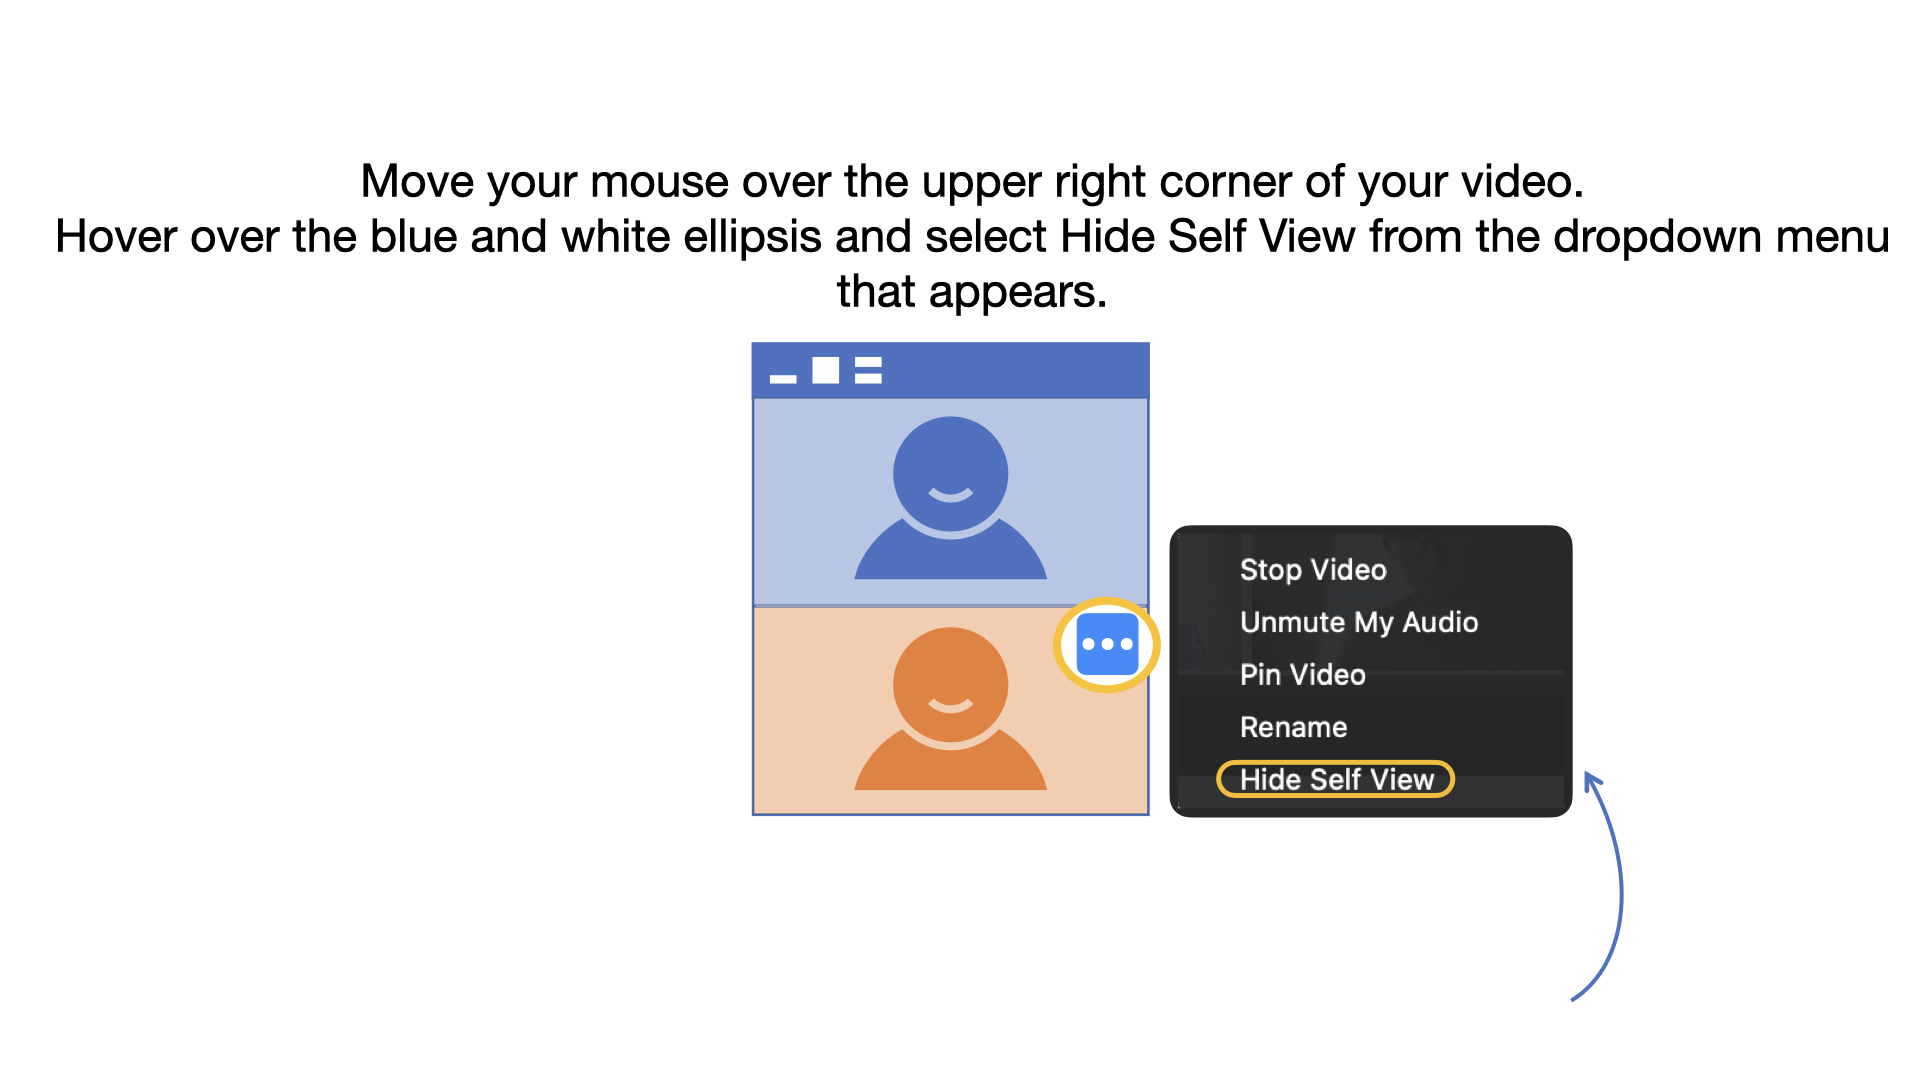 Move your mouse over the upper right corner of your video.
Hover over the blue and white ellipsis and select Hide Self View from the dropdown menu
that appears.
Stop Video
Unmute My Audio
Pin Video
Rename
Hide Self View